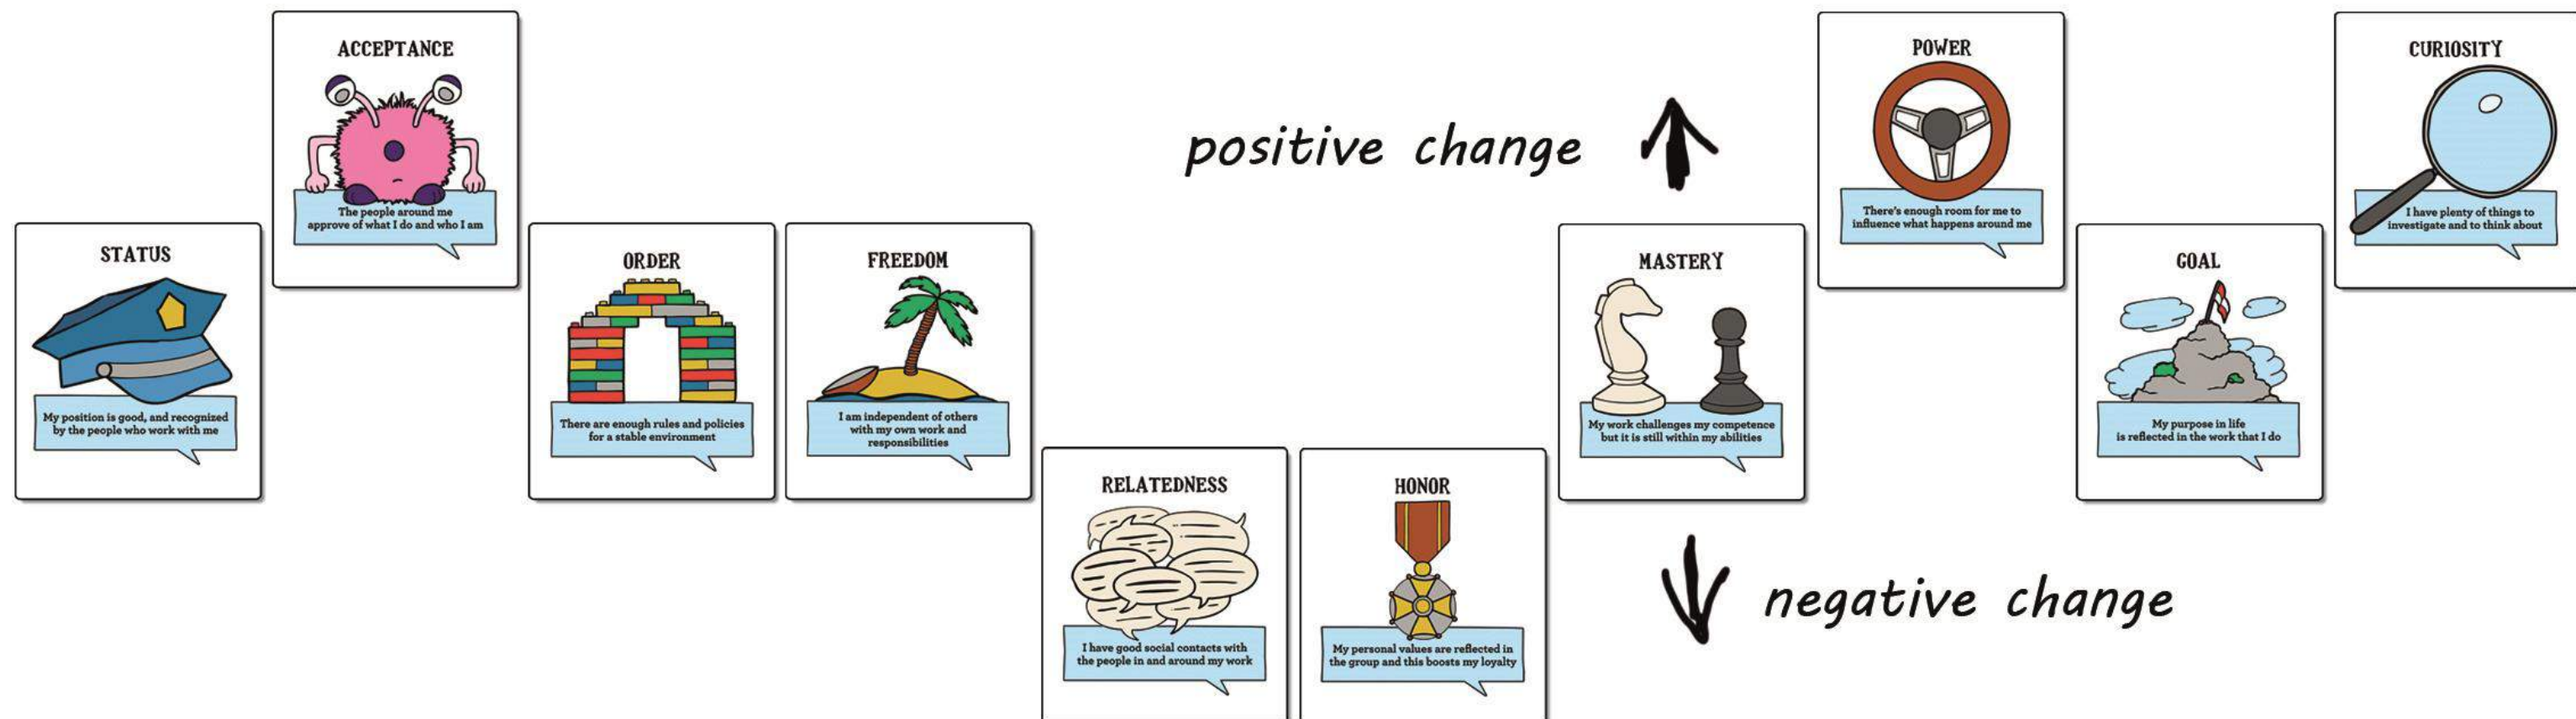 STATUS
My position is good, and recognized
by the people who work with me
ACCEPTANCE
The people around me
approve of what I do and who I am
ORDER
There are enough rules and policies
for a stable environment
FREEDOM
I am independent of others
with my own work and
responsibilities
RELATEDNESS
I have good social contacts with
the people in and around my work
HONOR
My personal values are reflected in
the group and this boosts my loyalty
positive change
MASTERY
My work challenges my competence
but it is still within my abilities
negative change
POWER
There's enough room for me to
influence what happens around me
GOAL
My purpose in life
is reflected in the work that I do
CURIOSITY
I have plenty of things to
investigate and to think about